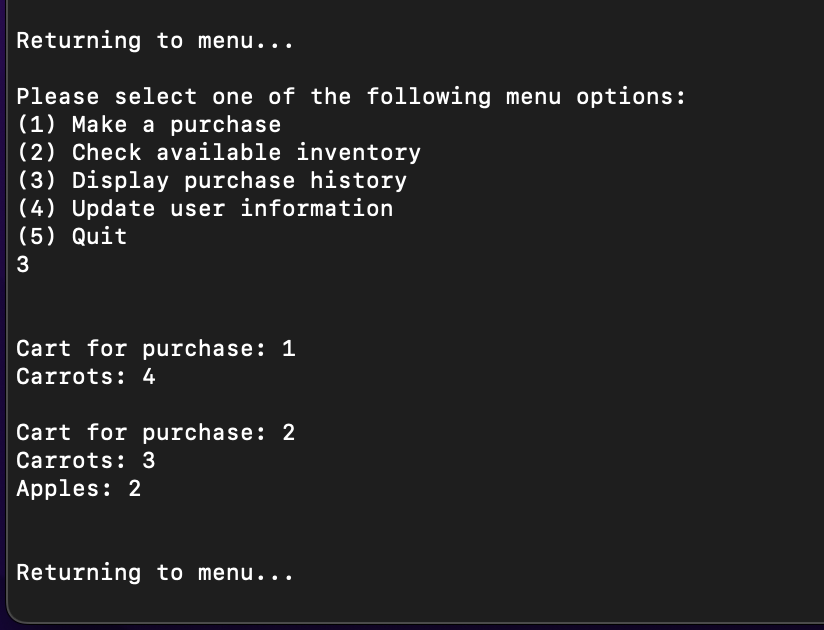 Returning to menu...
Please select one of the following menu options:
(1) Make a purchase
(2) Check available inventory
(3) Display purchase history
(4) Update user information
(5) Quit
3
Cart for purchase: 1
Carrots: 4
Cart for purchase: 2
Carrots: 3
Apples: 2
Returning to menu...